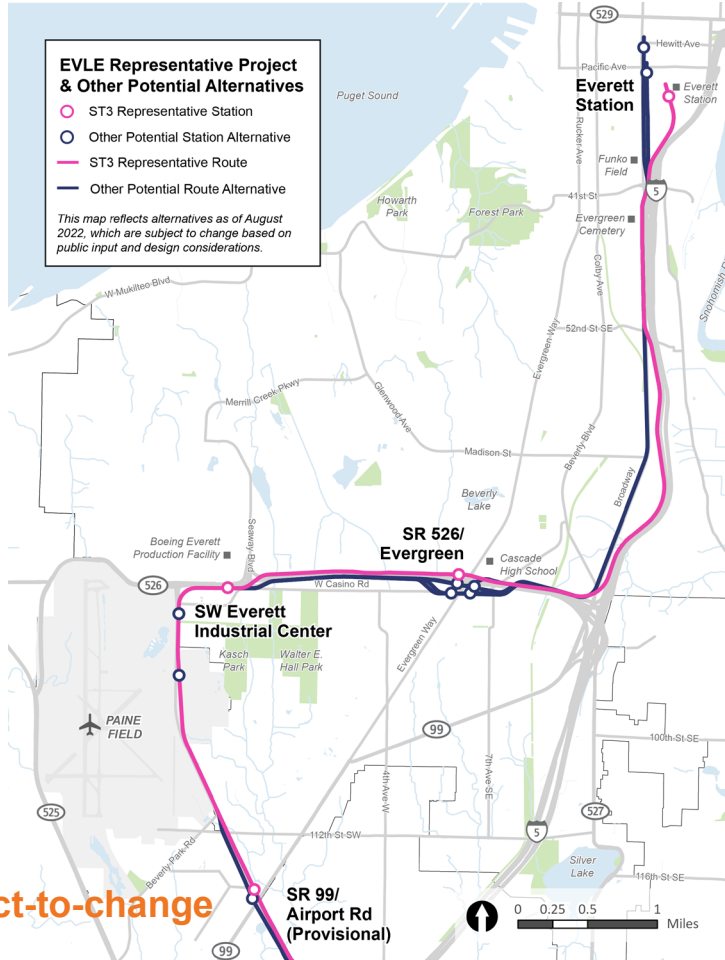 EVLE Representative Project
& Other Potential Alternatives
ST3 Representative Station
Other Potential Station Alternative
ST3 Representative Route
Other Potential Route Alternative
This map reflects alternatives as of August
2022, which are subject to change based on
public input and design considerations.
529
Hewitt Ave
Pacific Ave
Puget Sound
Everett
Station
Everett
Station
Rucker Ave
Funko
Field
5
41st St
Howarth
Park
Forest Park
Evergreen
Cemetery
Colby Ave
W Mukilteo Blvd
Evergreen Way
52nd St SE
Merrill Creek Pkwy
Glenwood Ave
Madison St
Beverly Blvd
Broadway
Beverly
Lake
Boeing Everett
Production Facility
Seaway Blvd
SR 526/
Evergreen
Cascade
High School
526
W Casino Rd
SW Everett
Industrial Center
Kasch
Park
Walter E.
Hall Park
Evergreen Way
PAINE
FIELD
99
100th St SE
4th Ave W
7th Ave SE
525
527
112th St SW
5
Beverly Park Rd
Silver
Lake
116th St SE
ct-to-change
SR 99/
Airport Rd
(Provisional)
99
0 0.25 0.5 1
Miles